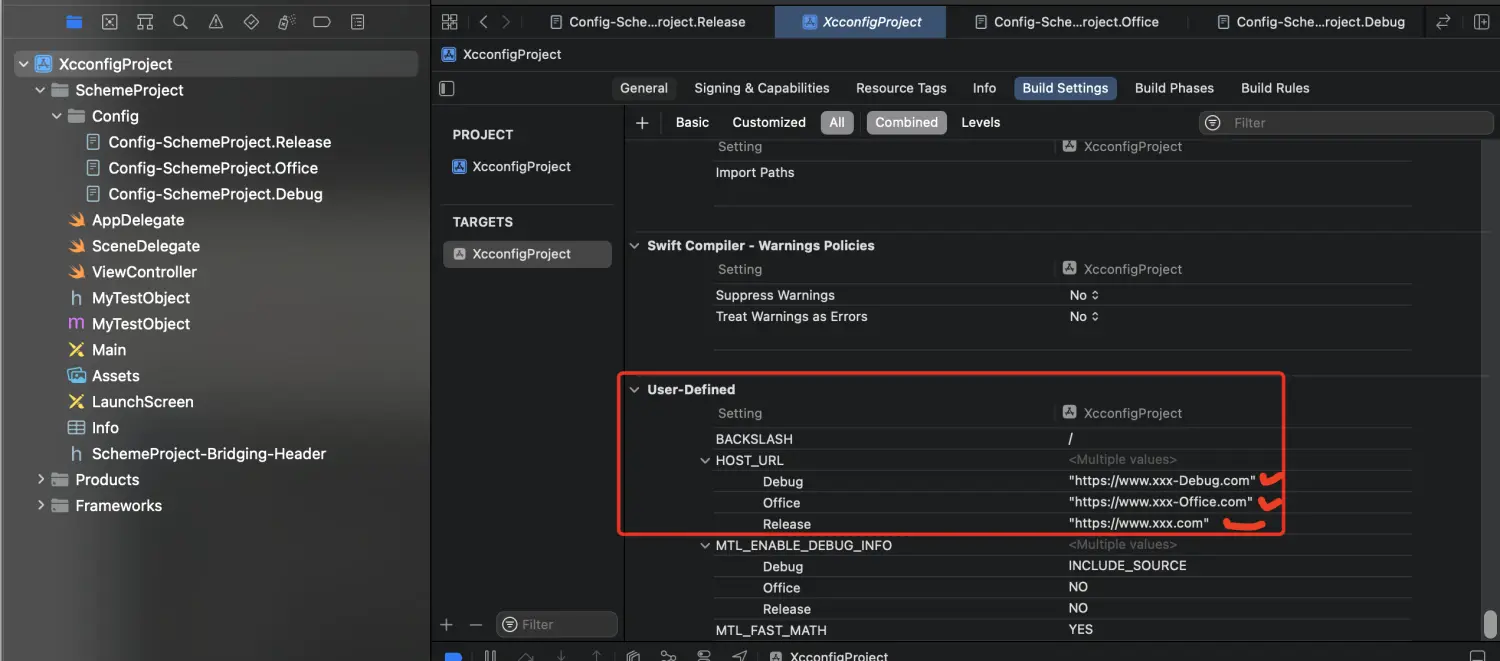 Config-Sche...roject.Release
XcconfigProject
Config-Sche...roject.Office
Config-Sche...roject.Debug
XcconfigProject
SchemeProject
Config
Config-SchemeProject.Release
Config-SchemeProject.Office
Config-SchemeProject.Debug
AppDelegate
SceneDelegate
ViewController
h MyTestObject
m MyTestObject
Main
Assets
LaunchScreen
Info
h SchemeProject-Bridging-Header
Products
Frameworks
XcconfigProject
General Signing & Capabilities Resource Tags Info Build Settings Build Phases Build Rules
PROJECT
XcconfigProject
TARGETS
XcconfigProject
+ Basic Customized All Combined Levels Filter
Setting XcconfigProject
Import Paths
Swift Compiler - Warnings Policies
Setting XcconfigProject
Suppress Warnings No
Treat Warnings as Errors No
User-Defined
Setting XcconfigProject
BACKSLASH /
HOST_URL <Multiple values>
Debug "https://www.xxx-Debug.com"
Office "https://www.xxx-Office.com"
Release "https://www.xxx.com"
MTL_ENABLE_DEBUG_INFO <Multiple values>
Debug INCLUDE_SOURCE
Office NO
Release NO
MTL_FAST_MATH YES
+ − Filter
XcconfigProject